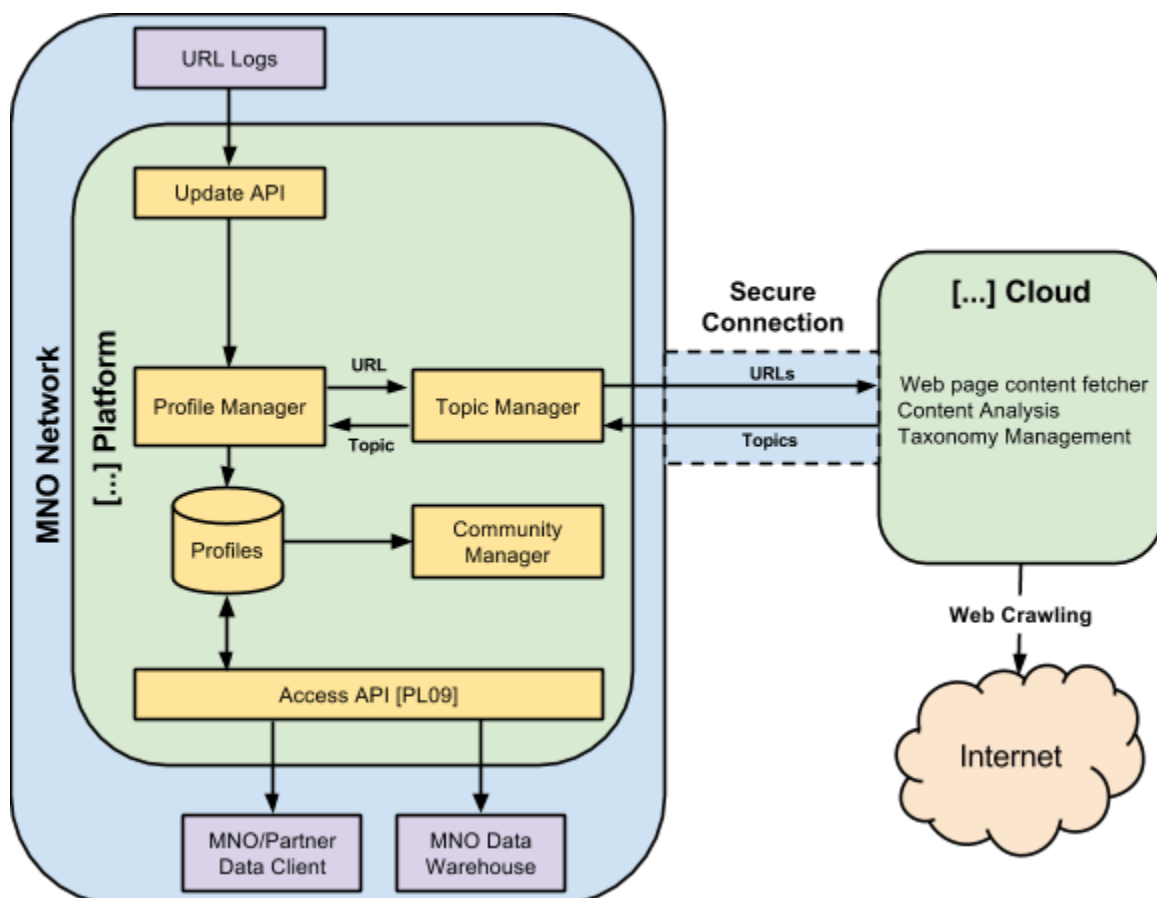 URL Logs
Update API
MNO Network
[...] Platform
Profile Manager
URL
Topic
Topic Manager
Secure
Connection
URLs
Topics
[...] Cloud
Web page content fetcher
Content Analysis
Taxonomy Management
Profiles
Community
Manager
Web Crawling
Internet
Access API [PL09]
MNO/Partner
Data Client
MNO Data
Warehouse